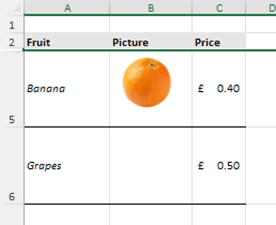 A B C D
1
2 Fruit Picture Price
Banana £ 0.40
5
Grapes £ 0.50
6